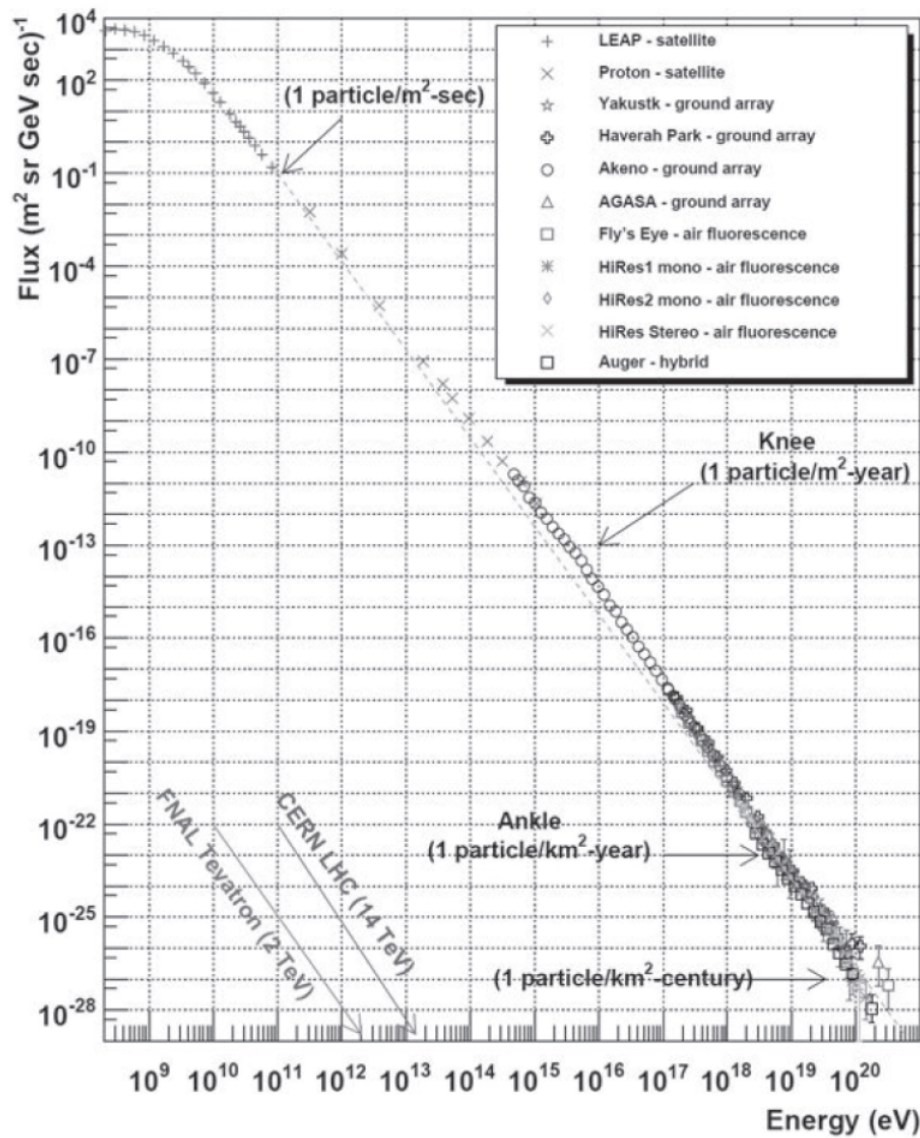 Flux (m² sr GeV sec)⁻¹
10⁴
10²
10⁻¹
10⁻⁴
10⁻⁷
10⁻¹⁰
10⁻¹³
10⁻¹⁶
10⁻¹⁹
10⁻²²
10⁻²⁵
10⁻²⁸
LEAP - satellite
Proton - satellite
Yakustk - ground array
Haverah Park - ground array
Akeno - ground array
AGASA - ground array
Fly's Eye - air fluorescence
HiRes1 mono - air fluorescence
HiRes2 mono - air fluorescence
HiRes Stereo - air fluorescence
Auger - hybrid
(1 particle/m²-sec)
Knee
(1 particle/m²-year)
Ankle
(1 particle/km²-year)
(1 particle/km²-century)
FNAL Tevatron (2 TeV)
CERN LHC (14 TeV)
10⁹ 10¹⁰ 10¹¹ 10¹² 10¹³ 10¹⁴ 10¹⁵ 10¹⁶ 10¹⁷ 10¹⁸ 10¹⁹ 10²⁰
Energy (eV)